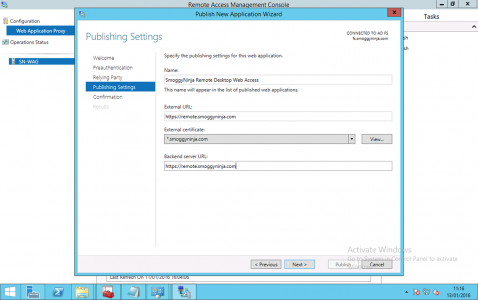 Remote Access Management Console
Configuration
Web Application Proxy
Operations Status
SN-WAG
Tasks
Publish New Application Wizard
Publishing Settings
CONNECTED TO AD FS
fs.smoggyninja.com
Welcome
Preauthentication
Relying Party
Publishing Settings
Confirmation
Results
Specify the publishing settings for this web application.
Name:
SmoggyNinja Remote Desktop Web Access
This name will appear in the list of published web applications.
External URL:
https://remote.smoggyninja.com
External certificate:
*.smoggyninja.com
View...
Backend server URL:
https://remote.smoggyninja.com
< Previous
Next >
Publish
Cancel
Activate Windows
Go to System in Control Panel to activate
Last Refresh On 11/01/2016
11:16
13/01/2016